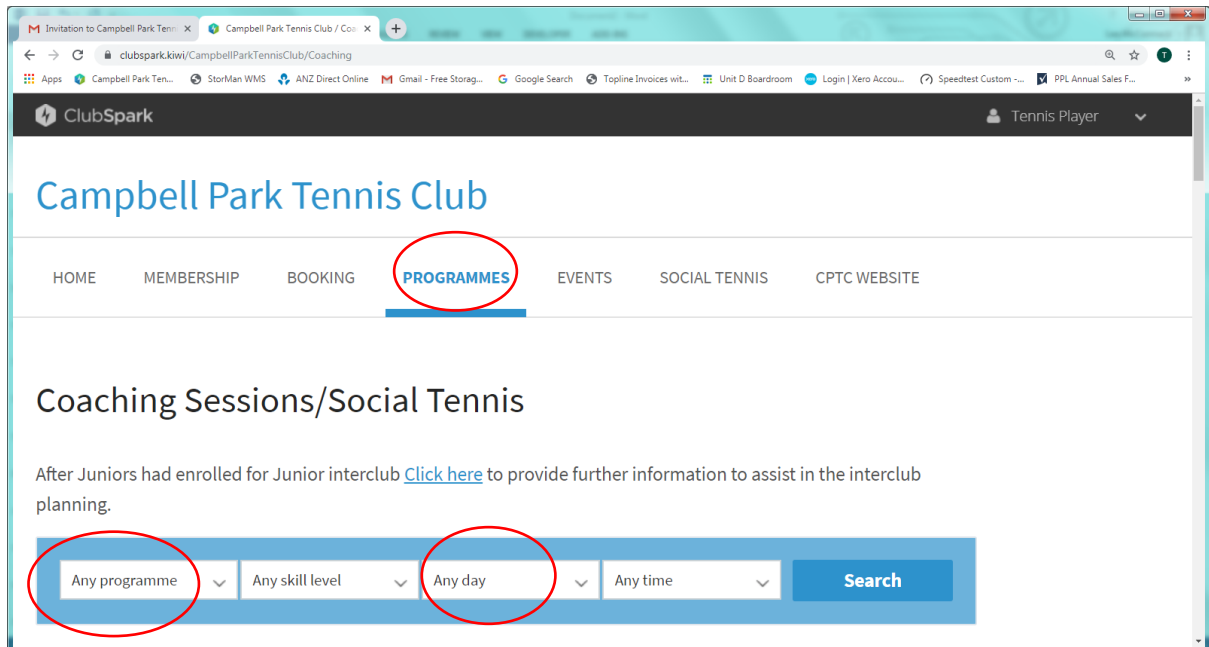 Invitation to Campbell Park Tenn
Campbell Park Tennis Club / Coa
clubspark.kiwi/CampbellParkTennisClub/Coaching
T
Apps Campbell Park Ten... StorMan WMS ANZ Direct Online Gmail - Free Storag... Google Search Topline Invoices wit... Unit D Boardroom Login | Xero Accou... Speedtest Custom -... PPL Annual Sales F... »
ClubSpark Tennis Player
Campbell Park Tennis Club
HOME MEMBERSHIP BOOKING PROGRAMMES EVENTS SOCIAL TENNIS CPTC WEBSITE
Coaching Sessions/Social Tennis
After Juniors had enrolled for Junior interclub Click here to provide further information to assist in the interclub
planning.
Any programme Any skill level Any day Any time Search